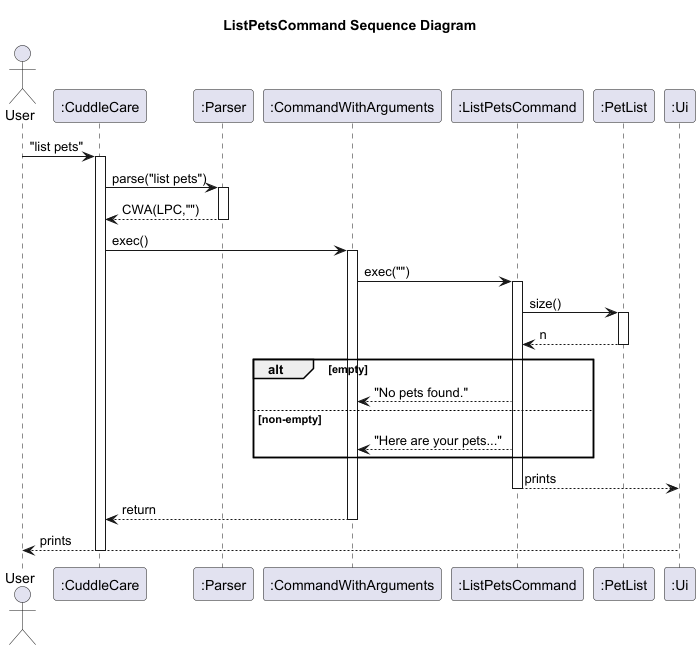 ListPetsCommand Sequence Diagram
User
:CuddleCare
:Parser
:CommandWithArguments
:ListPetsCommand
:PetList
:Ui
"list pets"
parse("list pets")
CWA(LPC,"")
exec()
exec("")
size()
n
alt
[empty]
"No pets found."
[non-empty]
"Here are your pets..."
prints
return
prints
User
:CuddleCare
:Parser
:CommandWithArguments
:ListPetsCommand
:PetList
:Ui